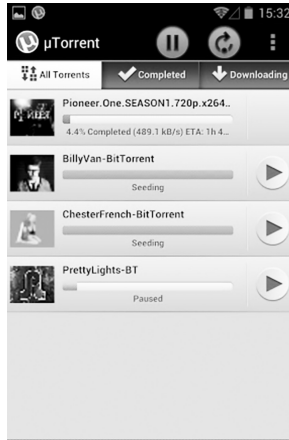 15:32
µTorrent
All Torrents Completed Downloading
Pioneer.One.SEASON1.720p.x264..
4.4% Completed (489.1 kB/s) ETA: 1h 4...
BillyVan-BitTorrent
Seeding
ChesterFrench-BitTorrent
Seeding
PrettyLights-BT
Paused